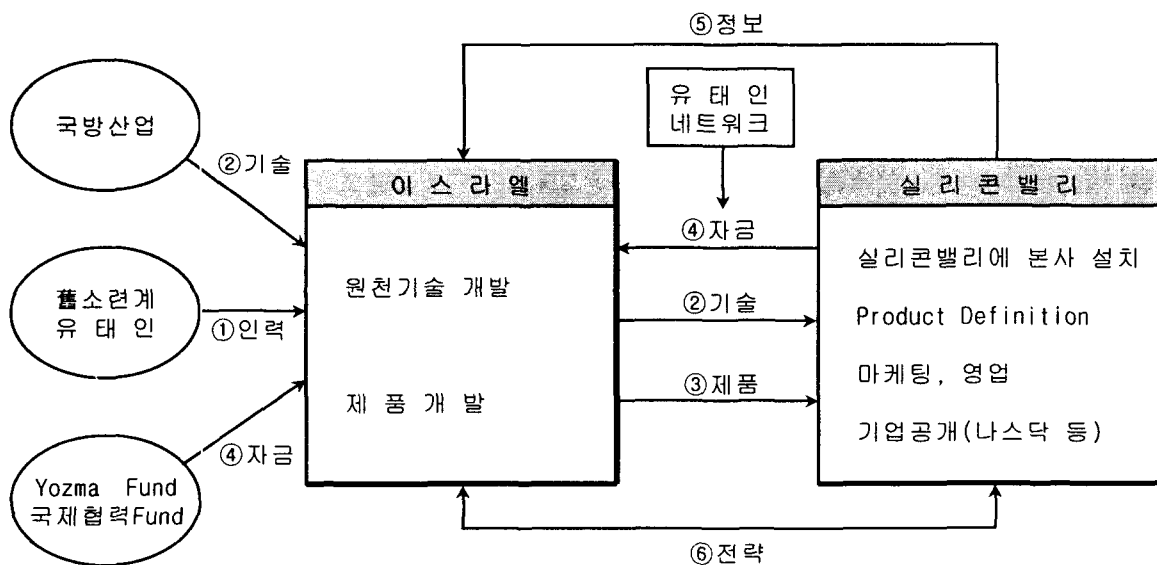 ⑤정보
유 태 인
네트워크
국방산업
②기술
이 스 라 엘
실 리 콘 밸 리
④자금
실리콘밸리에 본사 설치
원천기술 개발
舊소련계
유 태 인
①인력
②기술
Product Definition
③제품
마케팅, 영업
제 품 개 발
기업공개(나스닥 등)
④자금
Yozma Fund
국제협력Fund
⑥전략